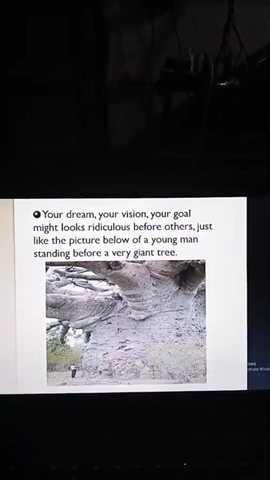 Your dream, your vision, your goal
might looks ridiculous before others, just
like the picture below of a young man
standing before a very giant tree.